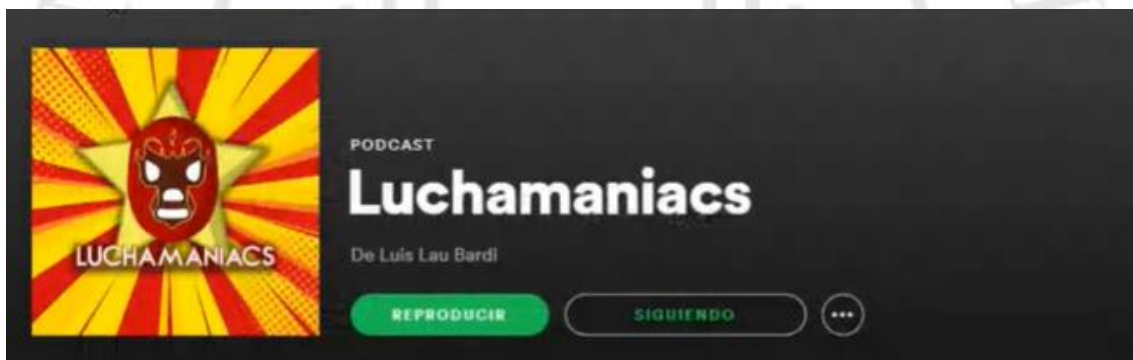 LUCHAMANIACS
PODCAST
Luchamaniacs
De Luis Lau Bardi
REPRODUCIR
SIGUIENDO